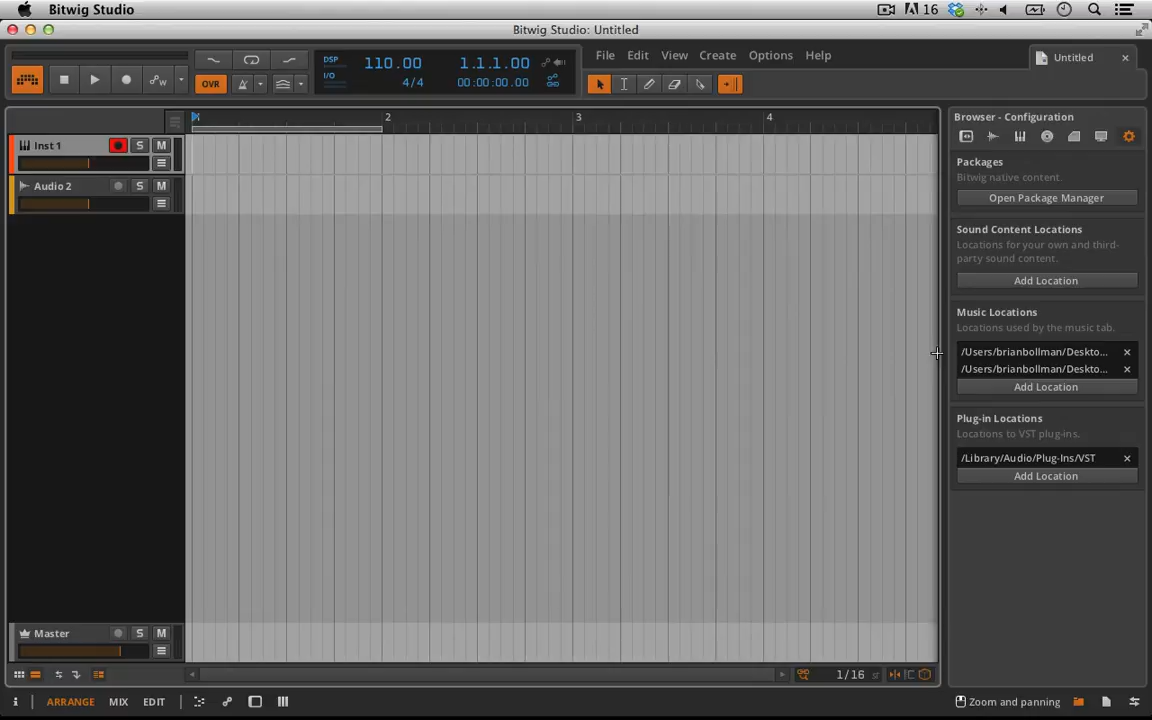 Bitwig Studio
16
Bitwig Studio: Untitled
DSP
I/O
110.00
1.1.1.00
4/4
00:00:00.00
OVR
File Edit View Create Options Help
Untitled
2
3
4
Inst 1
S M
Audio 2
S M
Master
S M
Browser - Configuration
Packages
Bitwig native content.
Open Package Manager
Sound Content Locations
Locations for your own and third-
party sound content.
Add Location
Music Locations
Locations used by the music tab.
/Users/brianbollman/Deskto...
/Users/brianbollman/Deskto...
Add Location
Plug-in Locations
Locations to VST plug-ins.
/Library/Audio/Plug-Ins/VST
Add Location
1/16
ARRANGE MIX EDIT
Zoom and panning